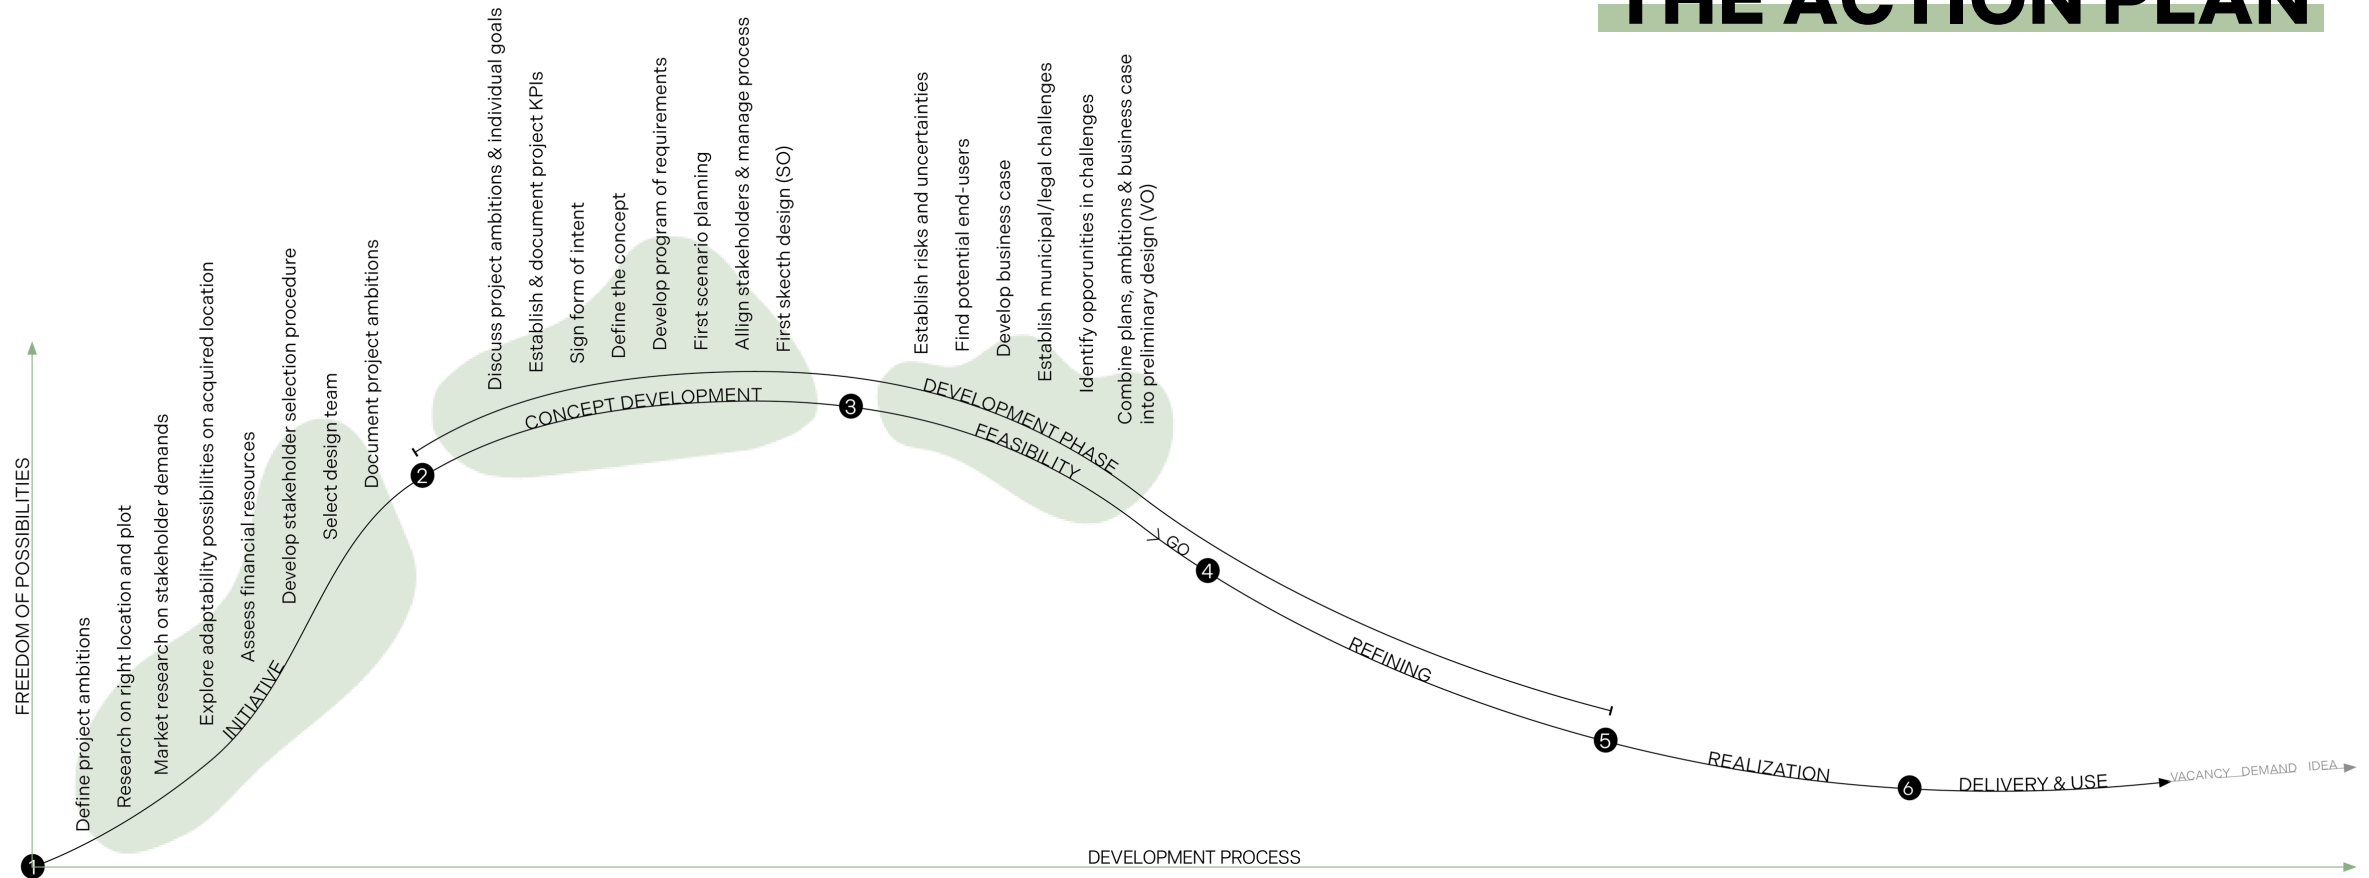 THE ACTION PLAN
FREEDOM OF POSSIBILITIES
Define project ambitions
Research on right location and plot
Market research on stakeholder demands
Explore adaptability possibilities on acquired location
Assess financial resources
Develop stakeholder selection procedure
Select design team
Document project ambitions
Discuss project ambitions & individual goals
Establish & document project KPIs
Sign form of intent
Define the concept
Develop program of requirements
First scenario planning
Allign stakeholders & manage process
First skecth design (SO)
Establish risks and uncertainties
Find potential end-users
Develop business case
Establish municipal/legal challenges
Identify opporunities in challenges
Combine plans, ambitions & business case
into preliminary design (VO)
1
INITIATIVE
2
CONCEPT DEVELOPMENT
3
DEVELOPMENT PHASE
FEASIBILITY
GO
4
REFINING
5
REALIZATION
6
DELIVERY & USE
VACANCY DEMAND IDEA
DEVELOPMENT PROCESS